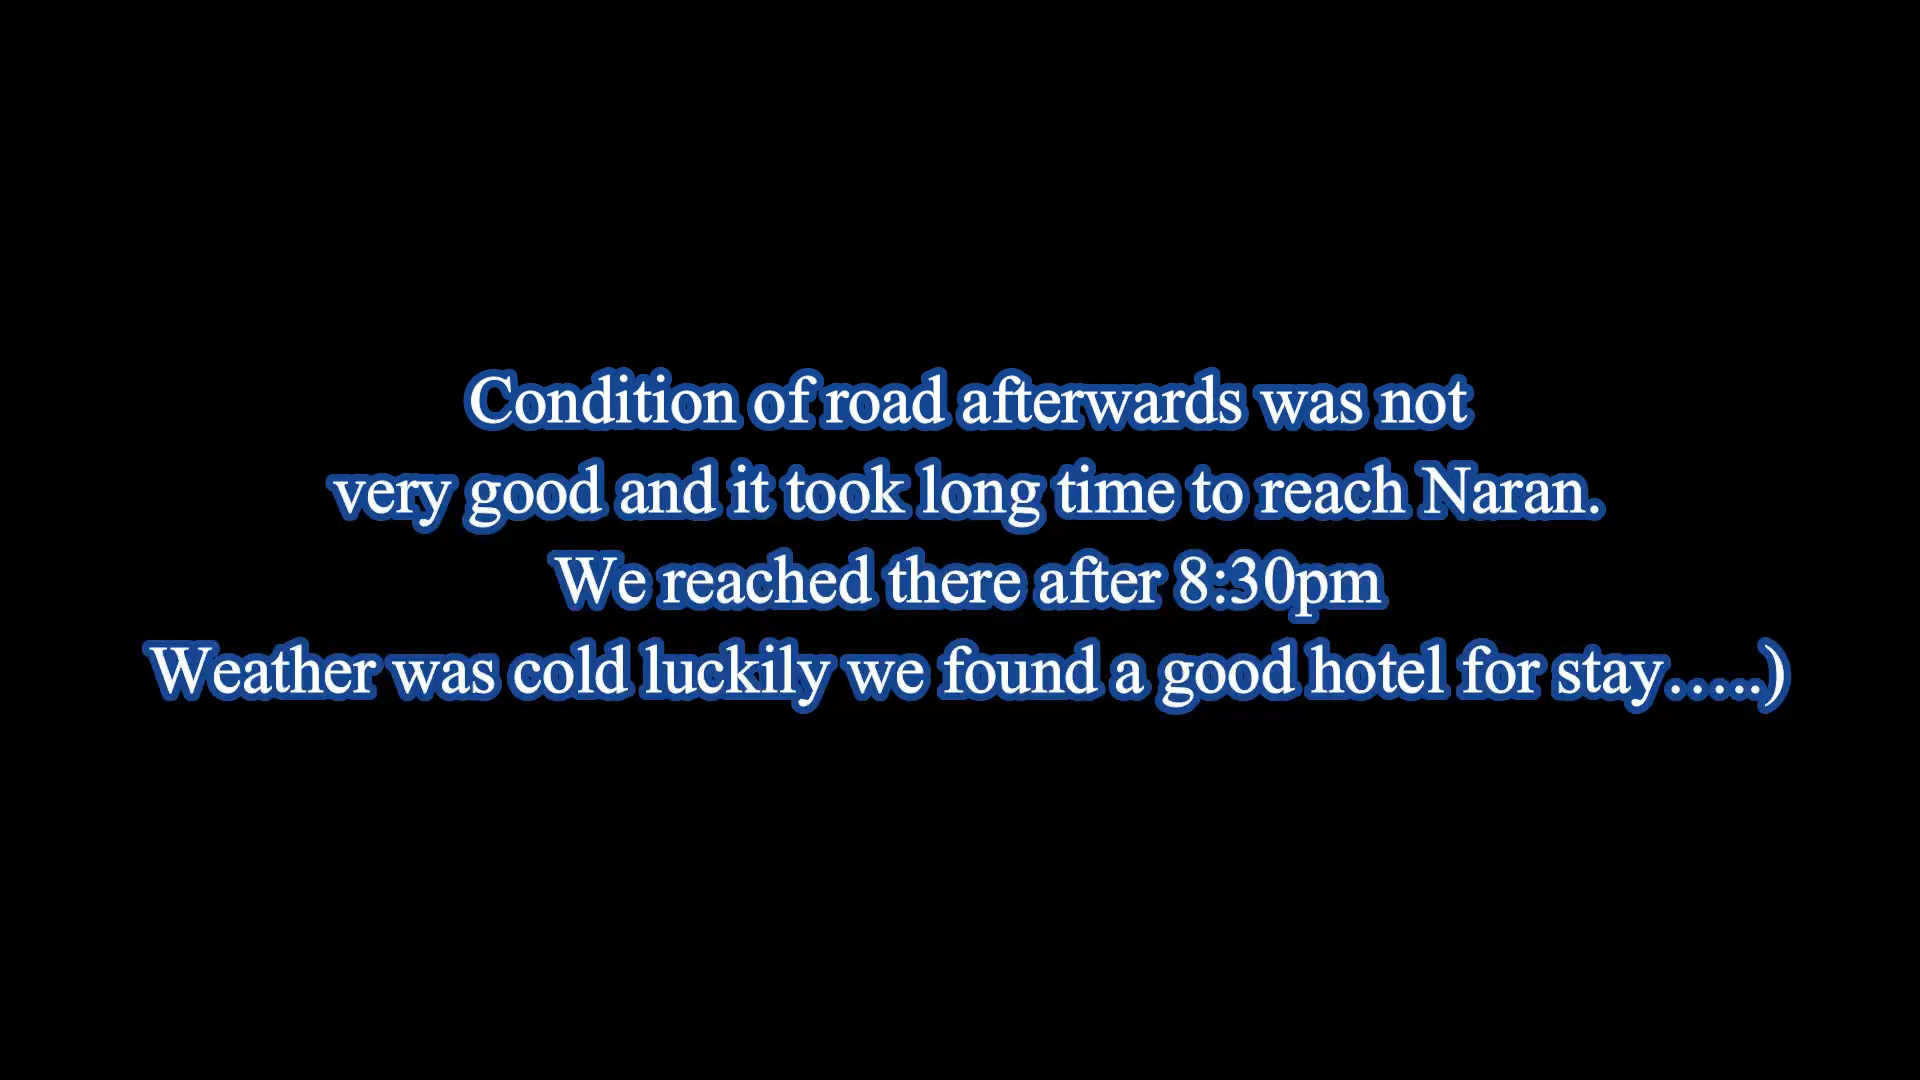 Condition of road afterwards was not
very good and it took long time to reach Naran.
We reached there after 8:30pm
Weather was cold luckily we found a good hotel for stay…..)